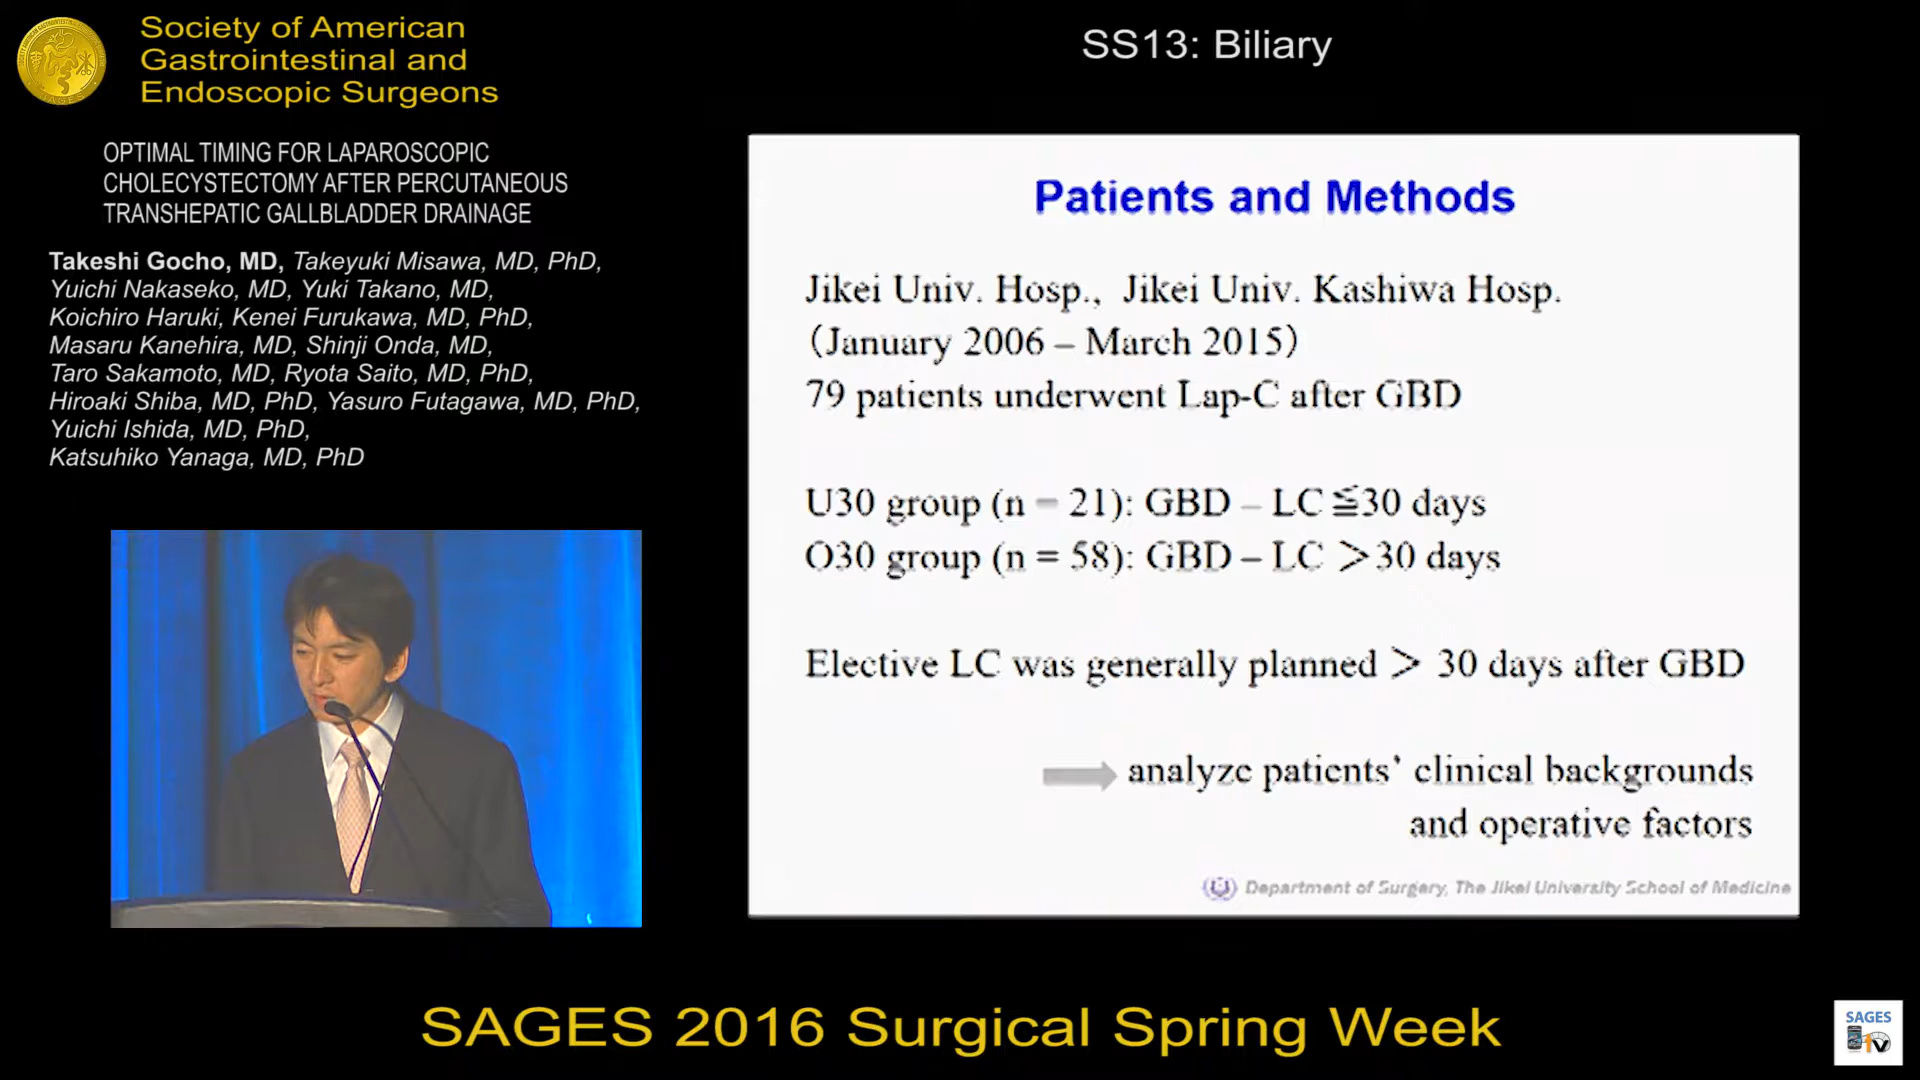 Society of American
Gastrointestinal and
Endoscopic Surgeons
SS13: Biliary
OPTIMAL TIMING FOR LAPAROSCOPIC
CHOLECYSTECTOMY AFTER PERCUTANEOUS
TRANSHEPATIC GALLBLADDER DRAINAGE
Takeshi Gocho, MD, Takeyuki Misawa, MD, PhD,
Yuichi Nakaseko, MD, Yuki Takano, MD,
Koichiro Haruki, Kenei Furukawa, MD, PhD,
Masaru Kanehira, MD, Shinji Onda, MD,
Taro Sakamoto, MD, Ryota Saito, MD, PhD,
Hiroaki Shiba, MD, PhD, Yasuro Futagawa, MD, PhD,
Yuichi Ishida, MD, PhD,
Katsuhiko Yanaga, MD, PhD
Patients and Methods
Jikei Univ. Hosp., Jikei Univ. Kashiwa Hosp.
(January 2006 – March 2015)
79 patients underwent Lap-C after GBD
U30 group (n = 21): GBD – LC ≦30 days
O30 group (n = 58): GBD – LC >30 days
Elective LC was generally planned > 30 days after GBD
analyze patients' clinical backgrounds
and operative factors
Department of Surgery, The Jikei University School of Medicine
SAGES 2016 Surgical Spring Week
SAGES
tv